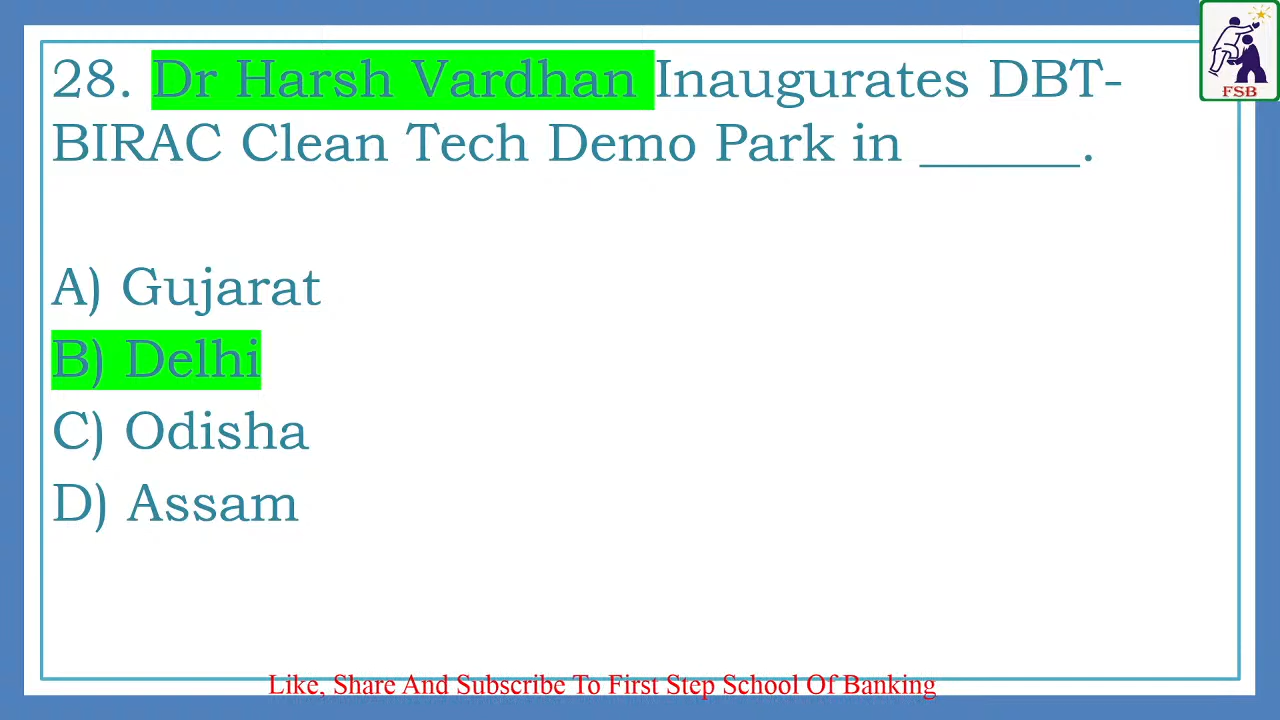 28. Dr Harsh Vardhan Inaugurates DBT-
BIRAC Clean Tech Demo Park in ______.
A) Gujarat
B) Delhi
C) Odisha
D) Assam
FSB
Like, Share And Subscribe To First Step School Of Banking